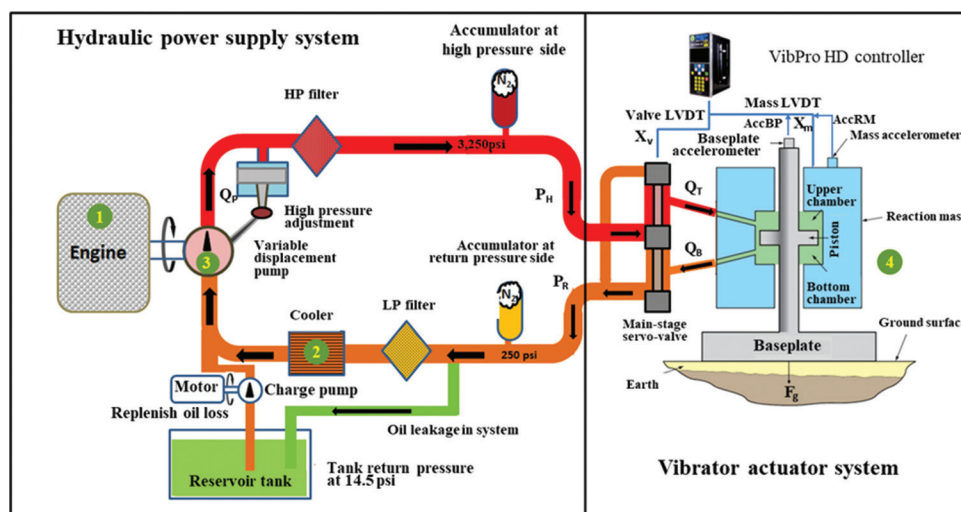 Hydraulic power supply system
Accumulator at
high pressure side
N2
HP filter
3,250psi
QP
High pressure
adjustment
1
Engine
3
Variable
displacement
pump
PH
Accumulator at
return pressure side
N2
PR
Cooler
LP filter
2
250 psi
Motor
Charge pump
Replenish oil loss
Oil leakage in system
Reservoir tank
Tank return pressure
at 14.5 psi
VibPro HD controller
Valve LVDT
Mass LVDT
Xv
AccBP
Xm
AccRM
Baseplate
accelerometer
Mass accelerometer
QT
Upper
chamber
Reaction mass
Piston
QB
4
Bottom
chamber
Main-stage
servo-valve
Ground surface
Baseplate
Earth
Fg
Vibrator actuator system